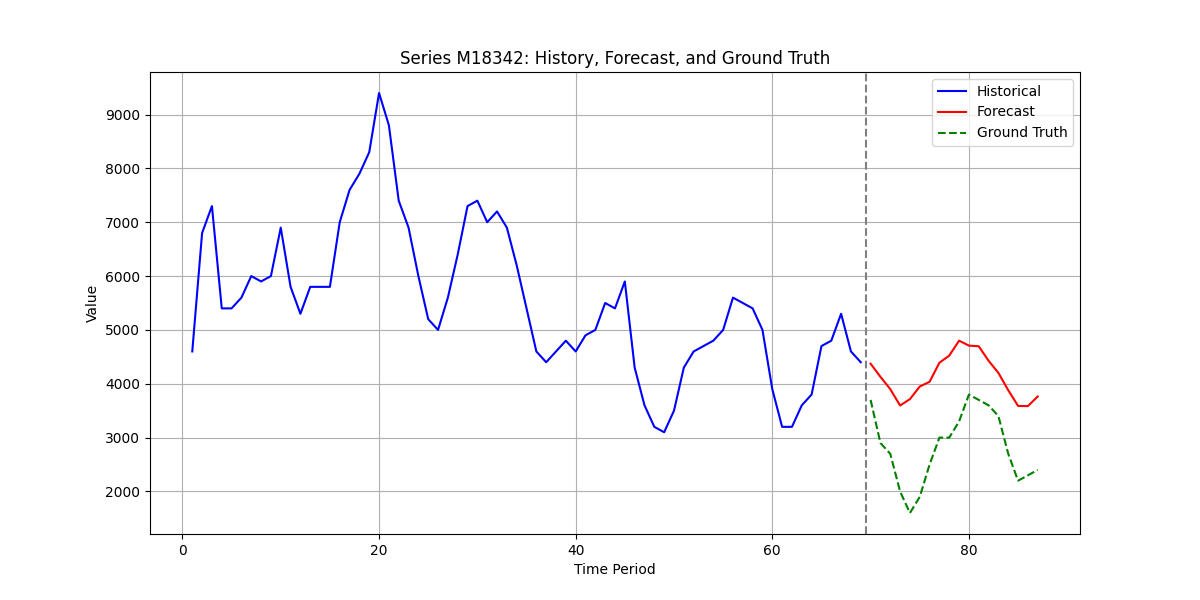 Series M18342: History, Forecast, and Ground Truth
Historical
Forecast
Ground Truth
9000
8000
7000
6000
5000
4000
3000
2000
Value
0
20
40
60
80
Time Period